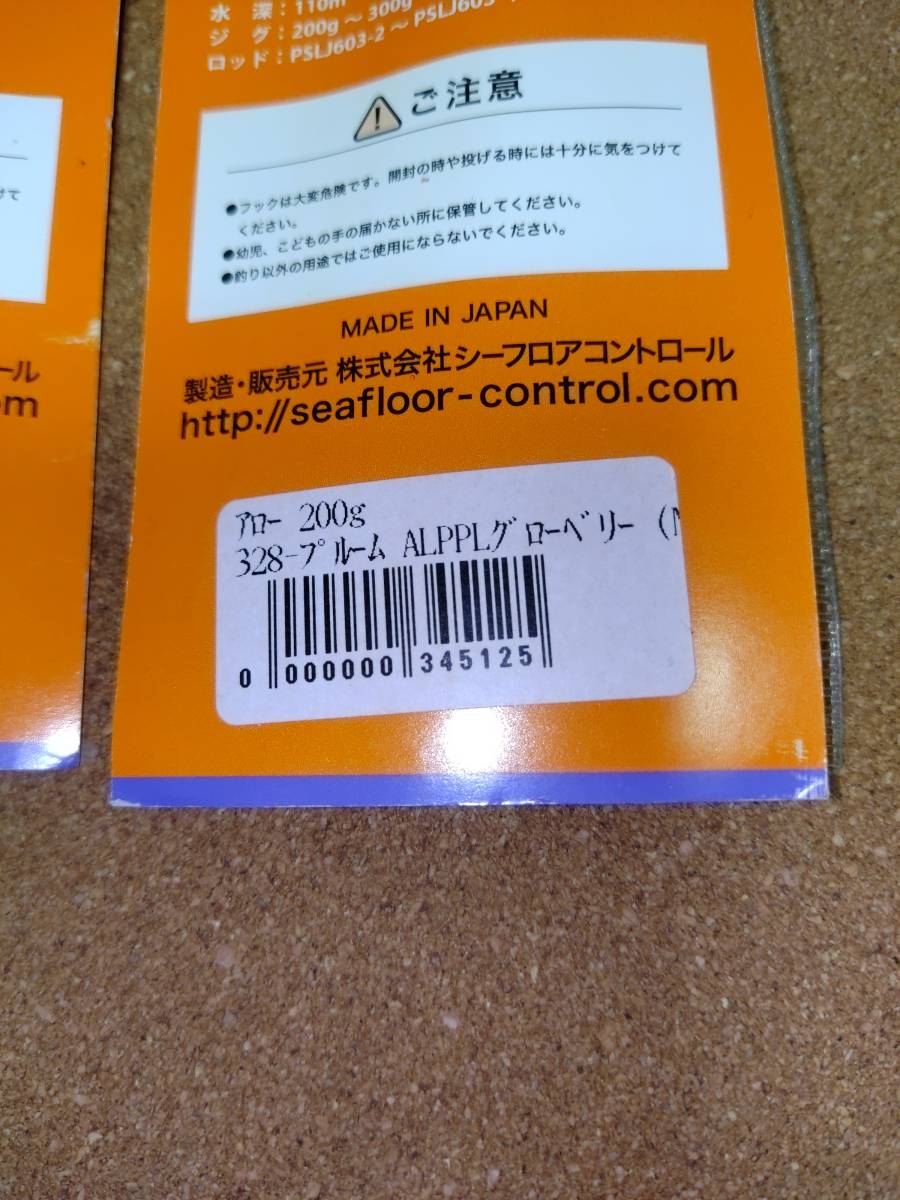 水 深：110m
ジ グ：200g ～ 300g
ロッド：PSLJ603-2 ～ PSLJ603-
ご注意
●フックは大変危険です。開封の時や投げる時には十分に気をつけて
ください。
●幼児、こどもの手の届かない所に保管してください。
●釣り以外の用途ではご使用にならないでください。
MADE IN JAPAN
製造・販売元 株式会社シーフロアコントロール
http://seafloor-control.com
ｱﾛｰ 200g
328-ﾌﾟﾙｰﾑ ALPPLｸﾞﾛｰﾍﾞﾘｰ (
0 000000 345125
けて
ール
om